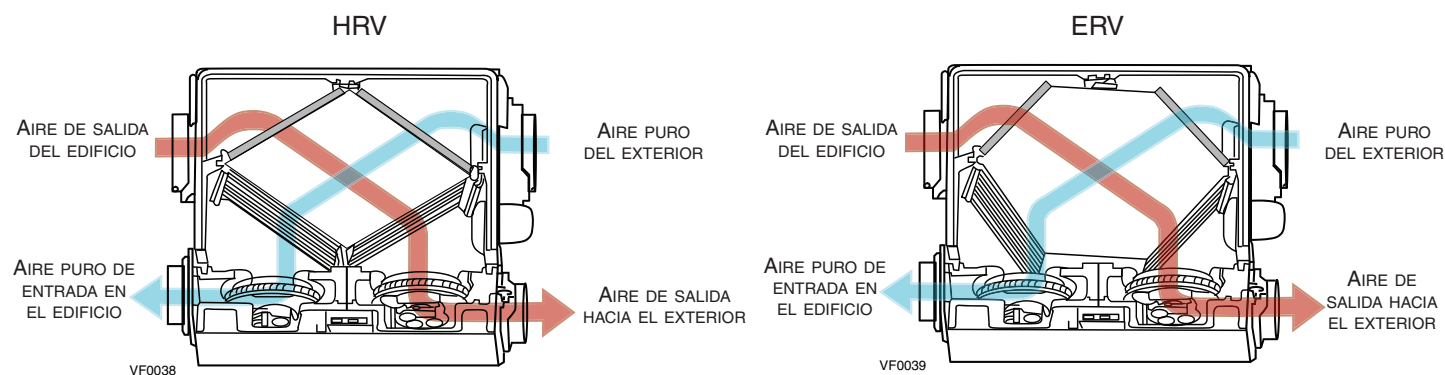 HRV
AIRE DE SALIDA
DEL EDIFICIO
AIRE PURO
DEL EXTERIOR
AIRE PURO DE
ENTRADA EN
EL EDIFICIO
AIRE DE SALIDA
HACIA EL EXTERIOR
VF0038
ERV
AIRE DE SALIDA
DEL EDIFICIO
AIRE PURO
DEL EXTERIOR
AIRE PURO DE
ENTRADA EN
EL EDIFICIO
AIRE DE
SALIDA HACIA
EL EXTERIOR
VF0039